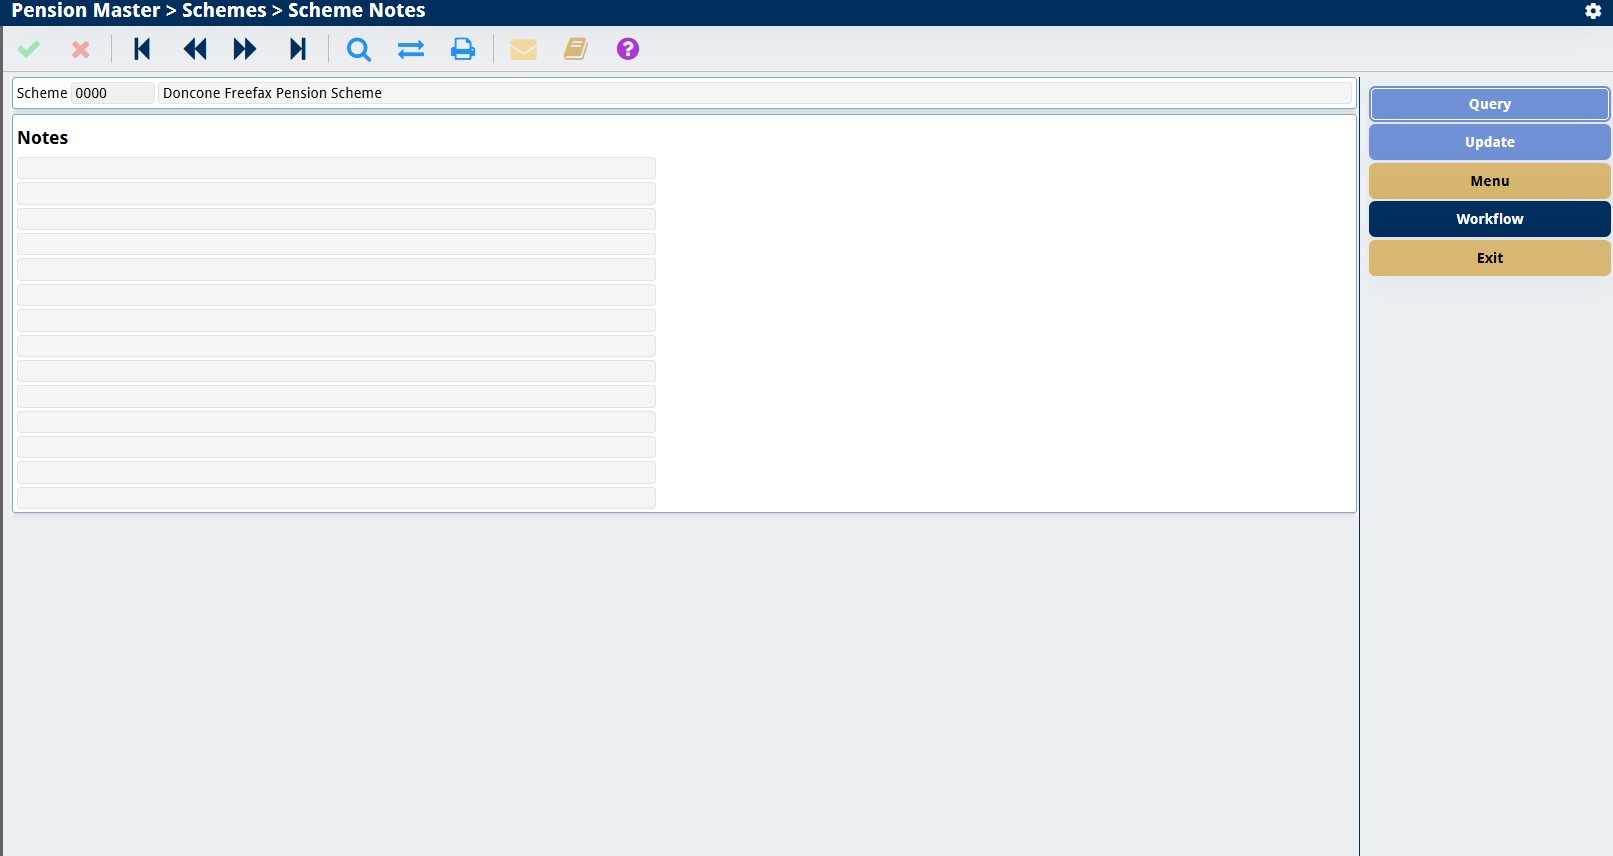 Pension Master > Schemes > Scheme Notes
Scheme 0000 Doncone Freefax Pension Scheme
Notes
Query
Update
Menu
Workflow
Exit